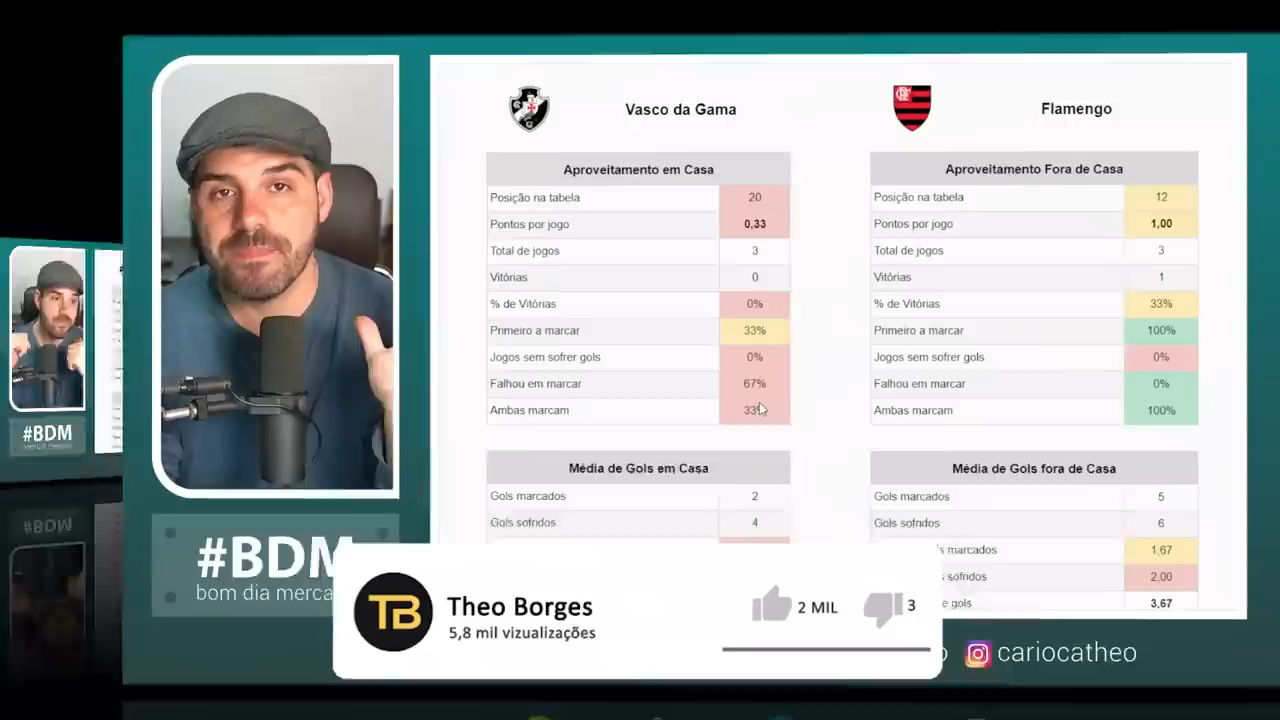 Vasco da Gama
Flamengo
Aproveitamento em Casa
Posição na tabela 20
Pontos por jogo 0,33
Total de jogos 3
Vitórias 0
% de Vitórias 0%
Primeiro a marcar 33%
Jogos sem sofrer gols 0%
Falhou em marcar 67%
Ambas marcam 33%
Aproveitamento Fora de Casa
Posição na tabela 12
Pontos por jogo 1,00
Total de jogos 3
Vitórias 1
% de Vitórias 33%
Primeiro a marcar 100%
Jogos sem sofrer gols 0%
Falhou em marcar 0%
Ambas marcam 100%
Média de Gols em Casa
Gols marcados 2
Gols sofridos 4
Média de Gols fora de Casa
Gols marcados 5
Gols sofridos 6
marcados 1,67
sofridos 2,00
gols 3,67
#BDM
#BDM
#BDM
bom dia merca
TB
Theo Borges
5,8 mil vizualizações
2 MIL
3
cariocatheo